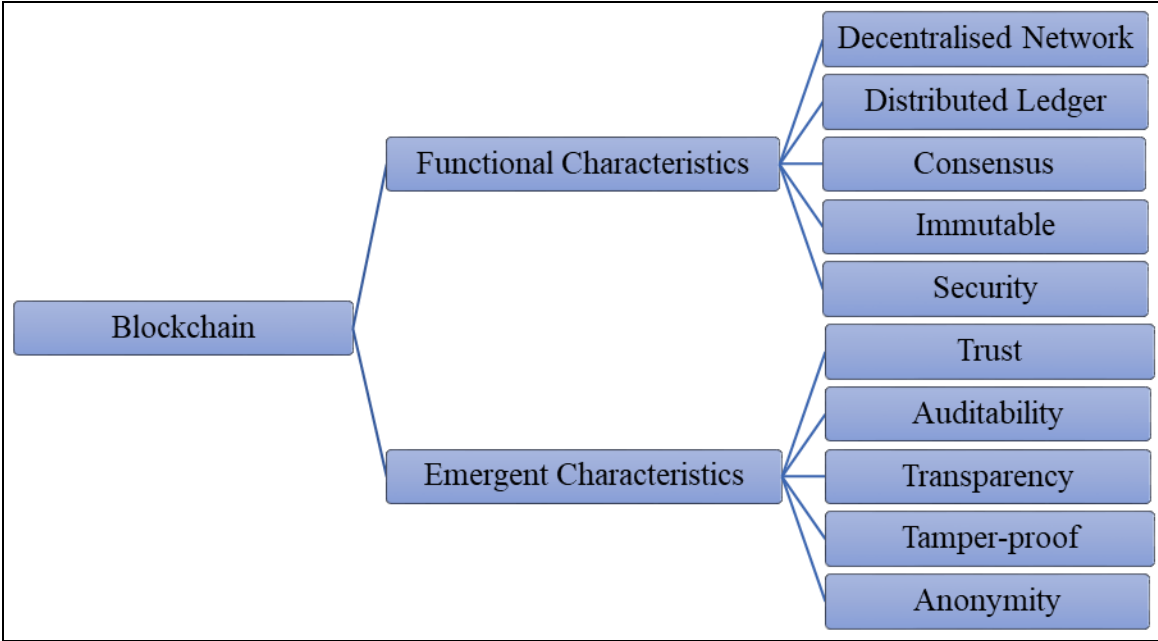 Blockchain
Functional Characteristics
Decentralised Network
Distributed Ledger
Consensus
Immutable
Security
Emergent Characteristics
Trust
Auditability
Transparency
Tamper-proof
Anonymity